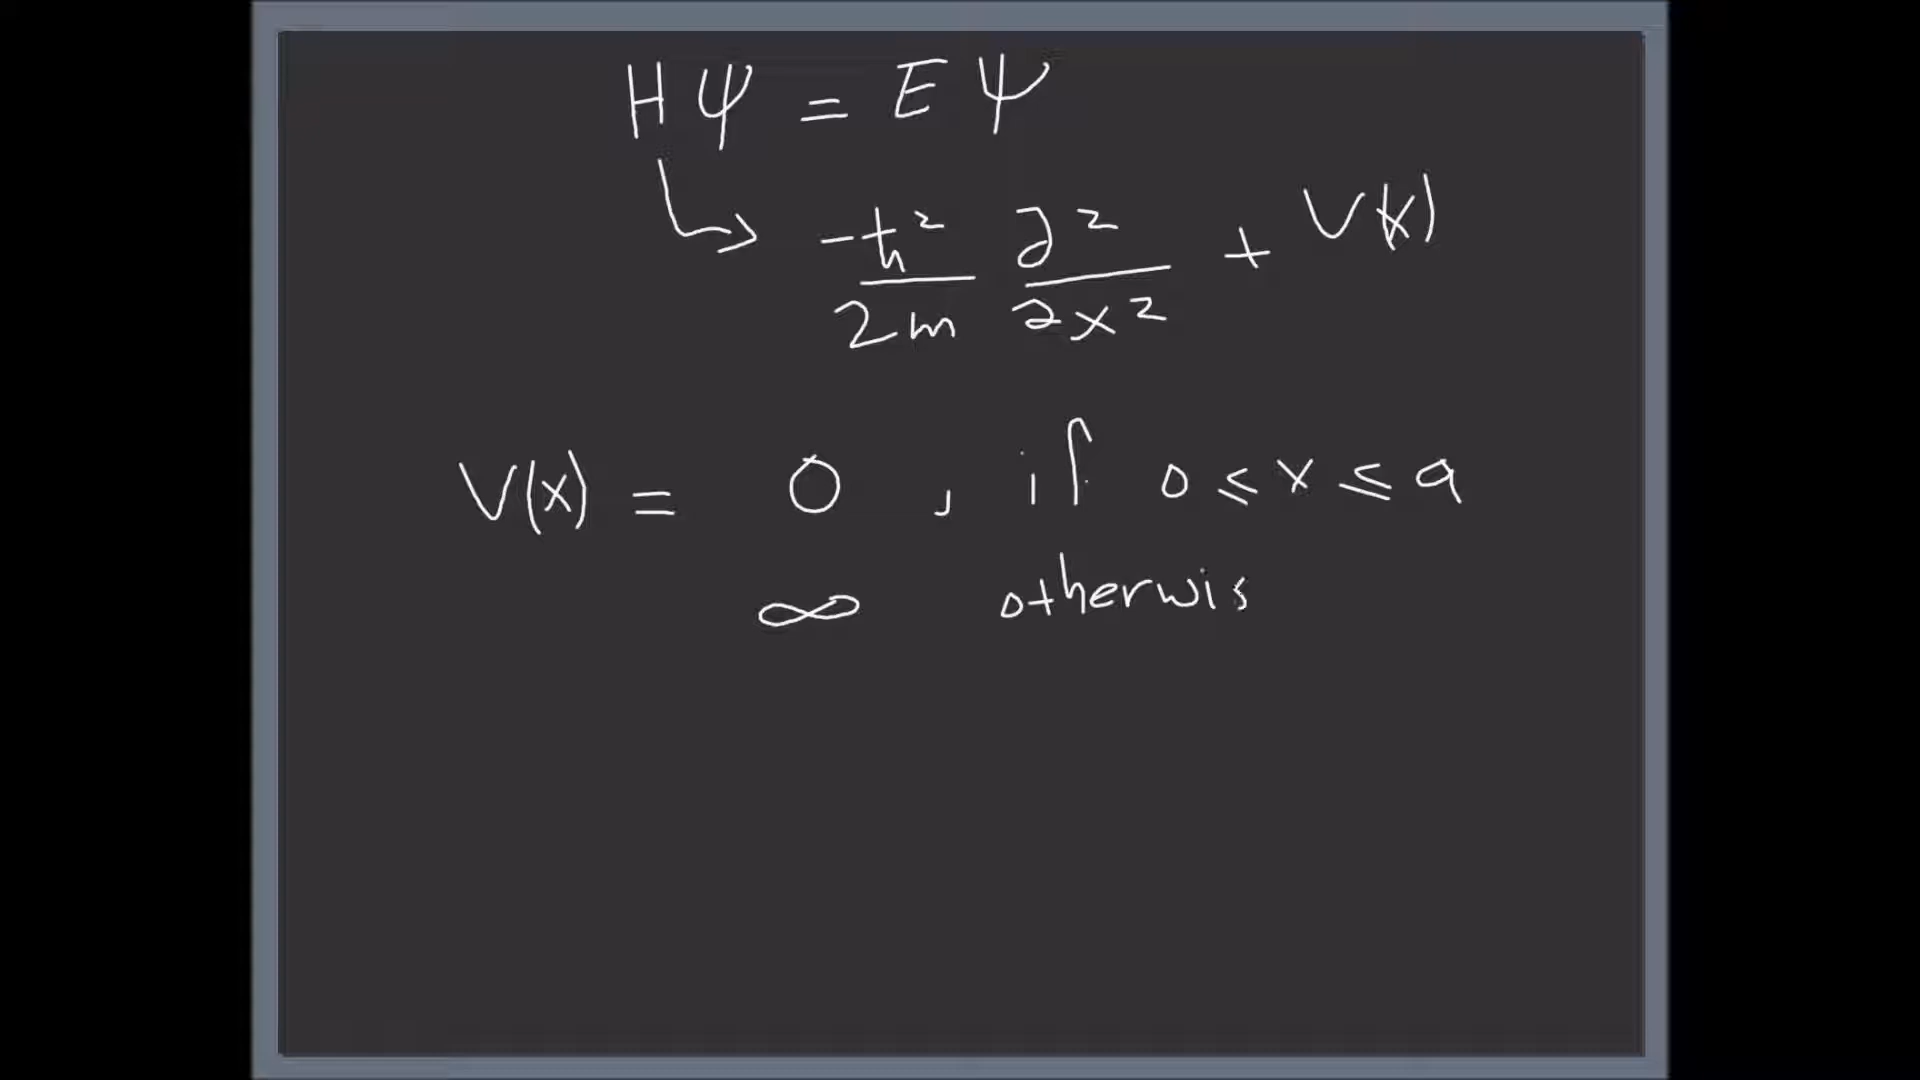 Hψ = Eψ
↳ -ħ²/2m ∂²/∂x² + V(x)
V(x) = 0 , if 0 ≤ x ≤ a
∞ otherwis